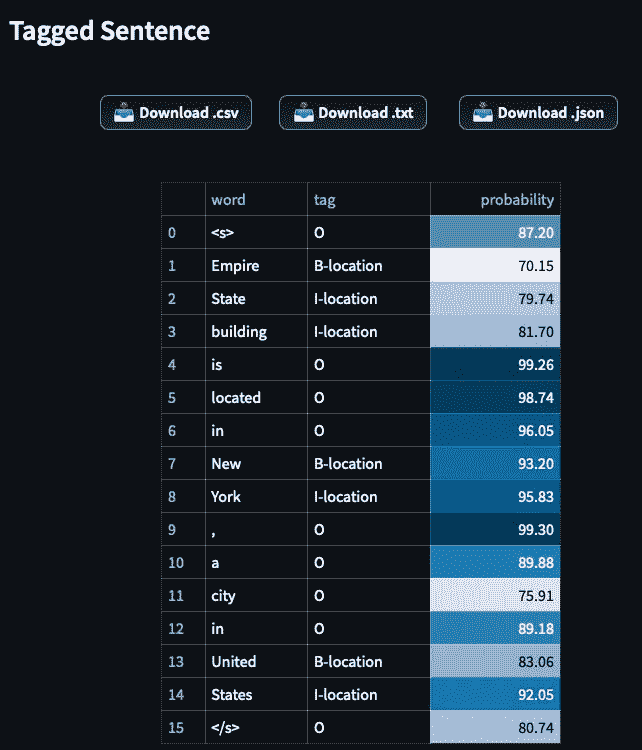 Tagged Sentence
Download .csv Download .txt Download .json
word tag probability
0 <s> O 87.20
1 Empire B-location 70.15
2 State I-location 79.74
3 building I-location 81.70
4 is O 99.26
5 located O 98.74
6 in O 96.05
7 New B-location 93.20
8 York I-location 95.83
9 , O 99.30
10 a O 89.88
11 city O 75.91
12 in O 89.18
13 United B-location 83.06
14 States I-location 92.05
15 </s> O 80.74